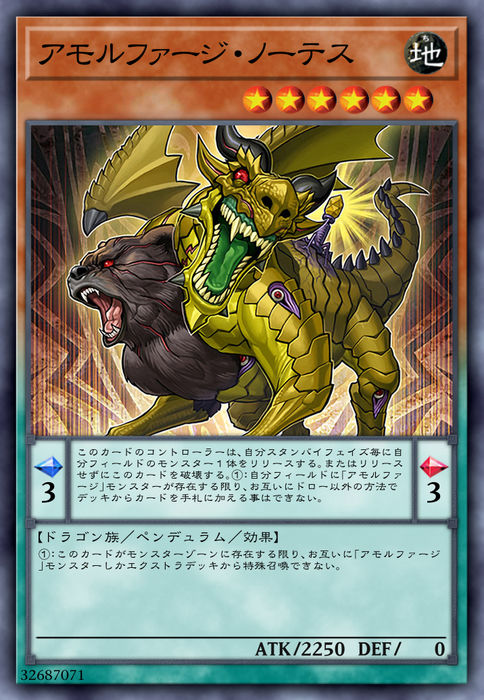 アモルファージ・ノーテス
ち
地
このカードのコントローラーは、自分スタンバイフェイズ毎に自
分フィールドのモンスター１体をリリースする。またはリリース
せずにこのカードを破壊する。①：自分フィールドに「アモルファ
ージ」モンスターが存在する限り、お互いにドロー以外の方法で
デッキからカードを手札に加える事はできない。
3
3
【ドラゴン族／ペンデュラム／効果】
①：このカードがモンスターゾーンに存在する限り、お互いに「アモルファージ
」モンスターしかエクストラデッキから特殊召喚できない。
ATK/2250 DEF/ 0
32687071